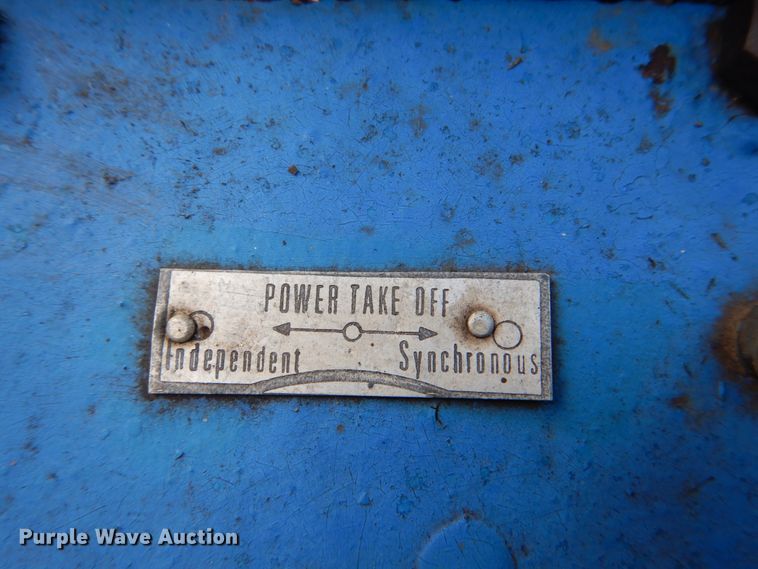 POWER TAKE OFF
Independent Synchronous
Purple Wave Auction